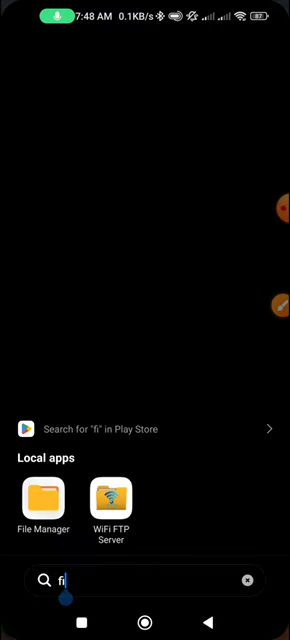 7:48 AM 0.1KB/s 87
Search for "fi" in Play Store
Local apps
File Manager
WiFi FTP
Server
fi